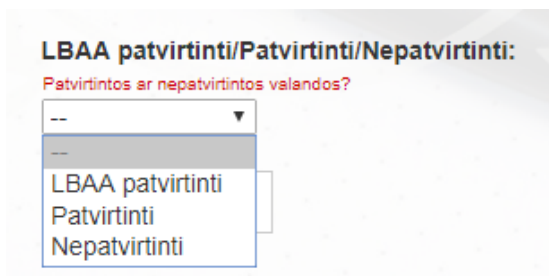 LBAA patvirtinti/Patvirtinti/Nepatvirtinti:
Patvirtintos ar nepatvirtintos valandos?
--
--
LBAA patvirtinti
Patvirtinti
Nepatvirtinti